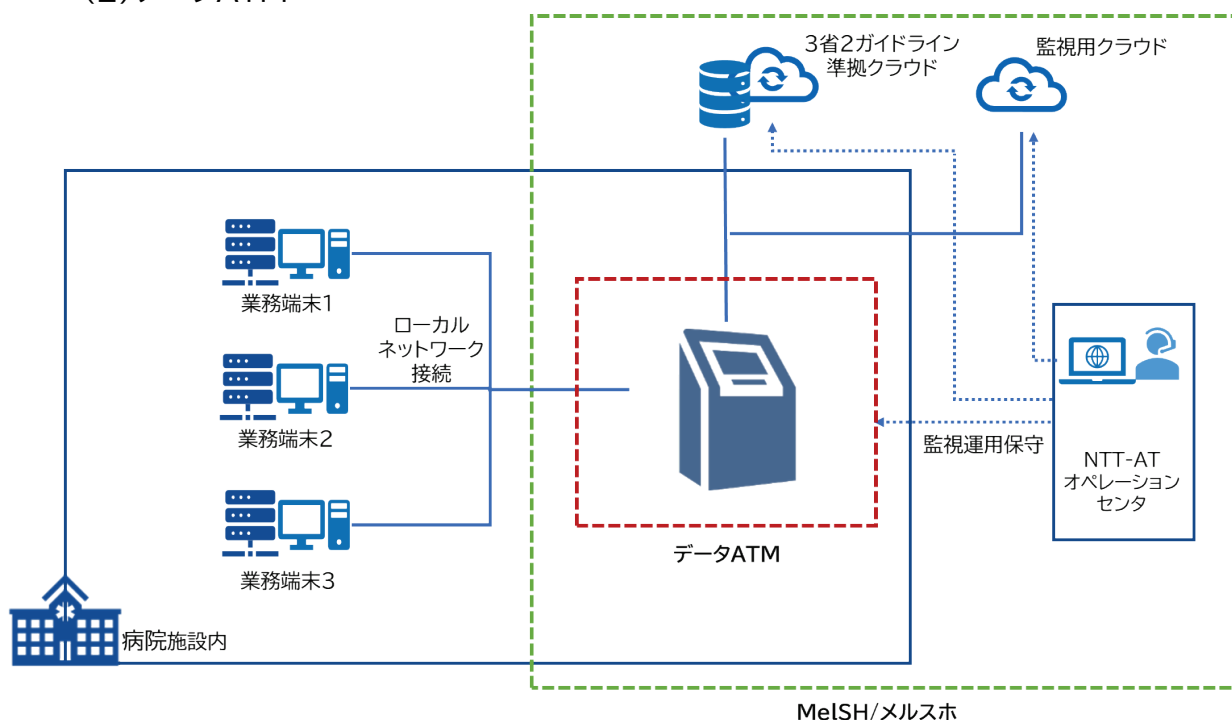 3省2ガイドライン
準拠クラウド
監視用クラウド
業務端末1
ローカル
ネットワーク
接続
業務端末2
業務端末3
病院施設内
データATM
監視運用保守
NTT-AT
オペレーション
センタ
MelSH/メルスホ